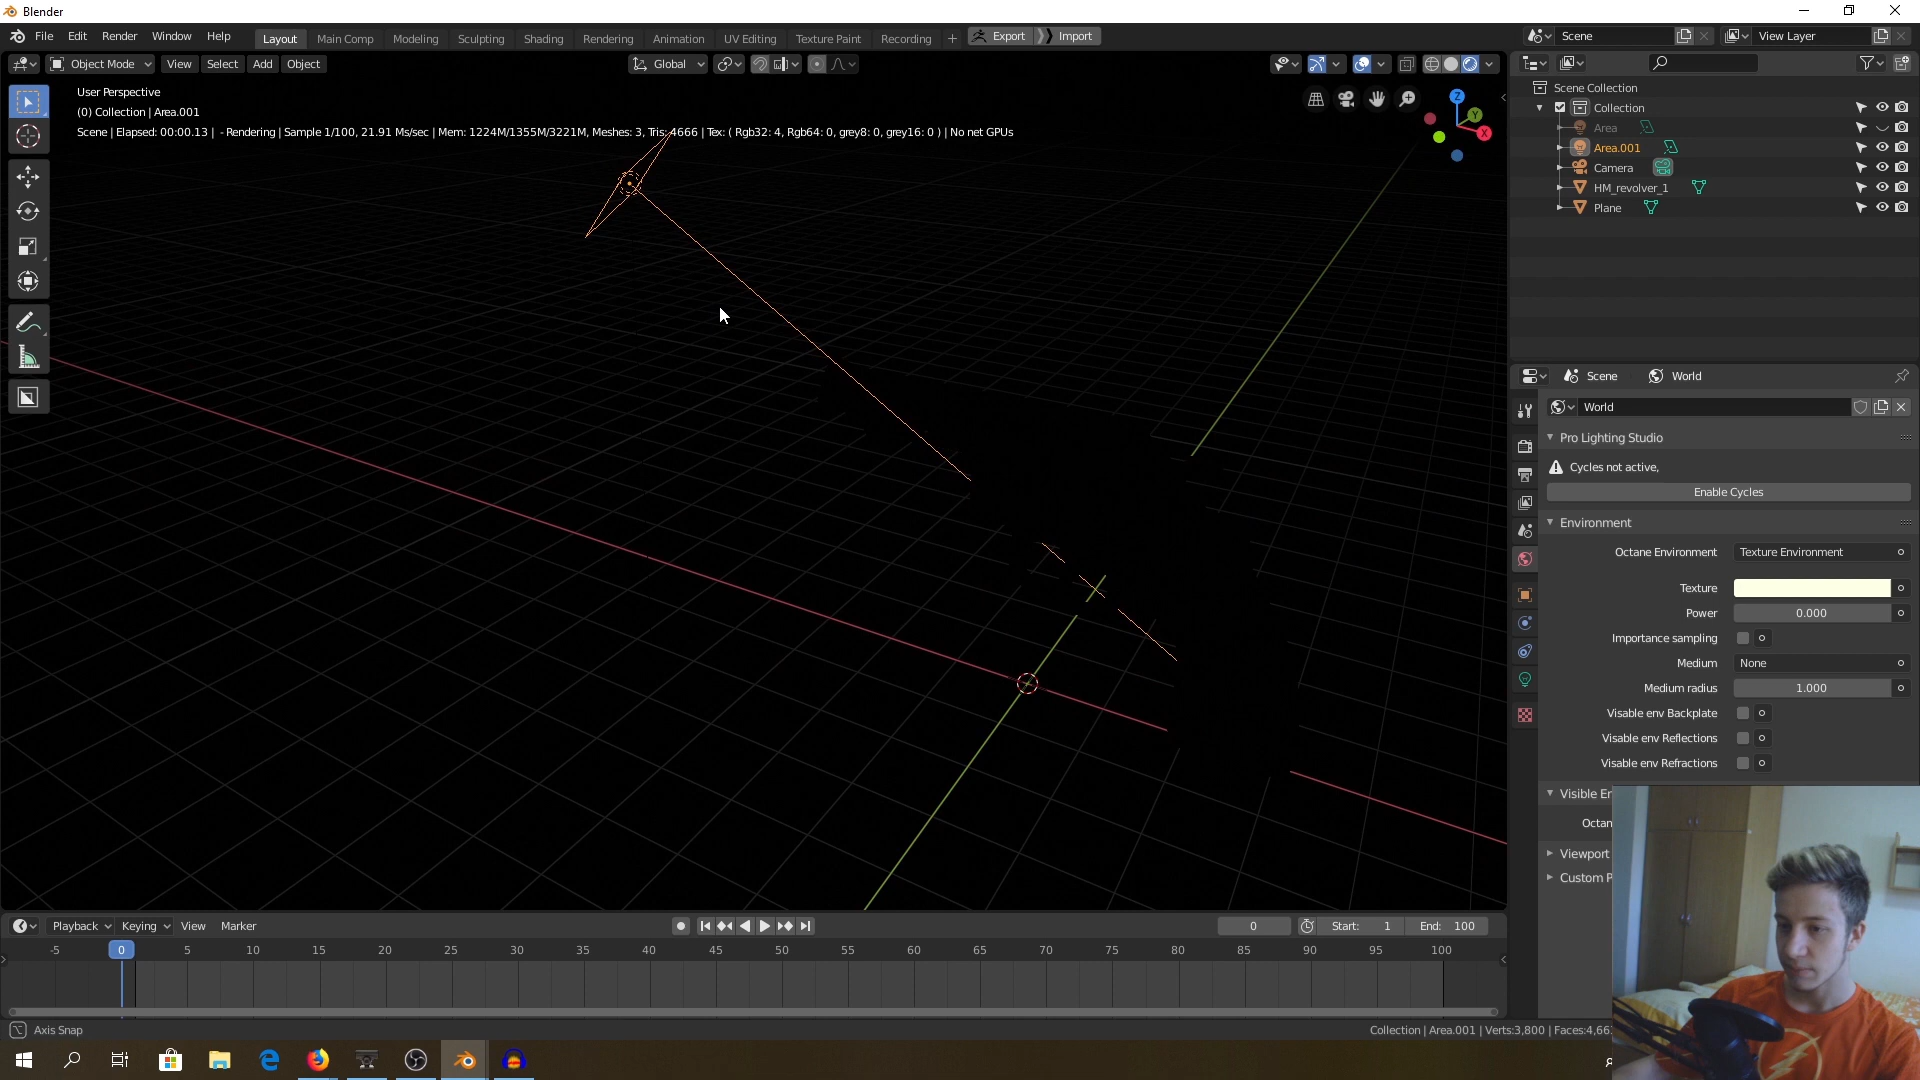 Blender
File Edit Render Window Help
Layout Main Comp Modeling Sculpting Shading Rendering Animation UV Editing Texture Paint Recording + Export Import
Scene View Layer
Object Mode View Select Add Object Global
User Perspective
(0) Collection | Area.001
Scene | Elapsed: 00:00.13 | - Rendering | Sample 1/100, 21.91 Ms/sec | Mem: 1224M/1355M/3221M, Meshes: 3, Tris: 4666 | Tex: ( Rgb32: 4, Rgb64: 0, grey8: 0, grey16: 0 ) | No net GPUs
Z
Y
X
Scene Collection
Collection
Area
Area.001
Camera
HM_revolver_1
Plane
Scene World
World
Pro Lighting Studio
Cycles not active,
Enable Cycles
Environment
Octane Environment Texture Environment
Texture
Power 0.000
Importance sampling
Medium None
Medium radius 1.000
Visable env Backplate
Visable env Reflections
Visable env Refractions
Visible En
Octan
Viewport
Custom P
Playback Keying View Marker 0 Start: 1 End: 100
-5 0 5 10 15 20 25 30 35 40 45 50 55 60 65 70 75 80 85 90 95 100
Axis Snap Collection | Area.001 | Verts:3,800 | Faces:4,66